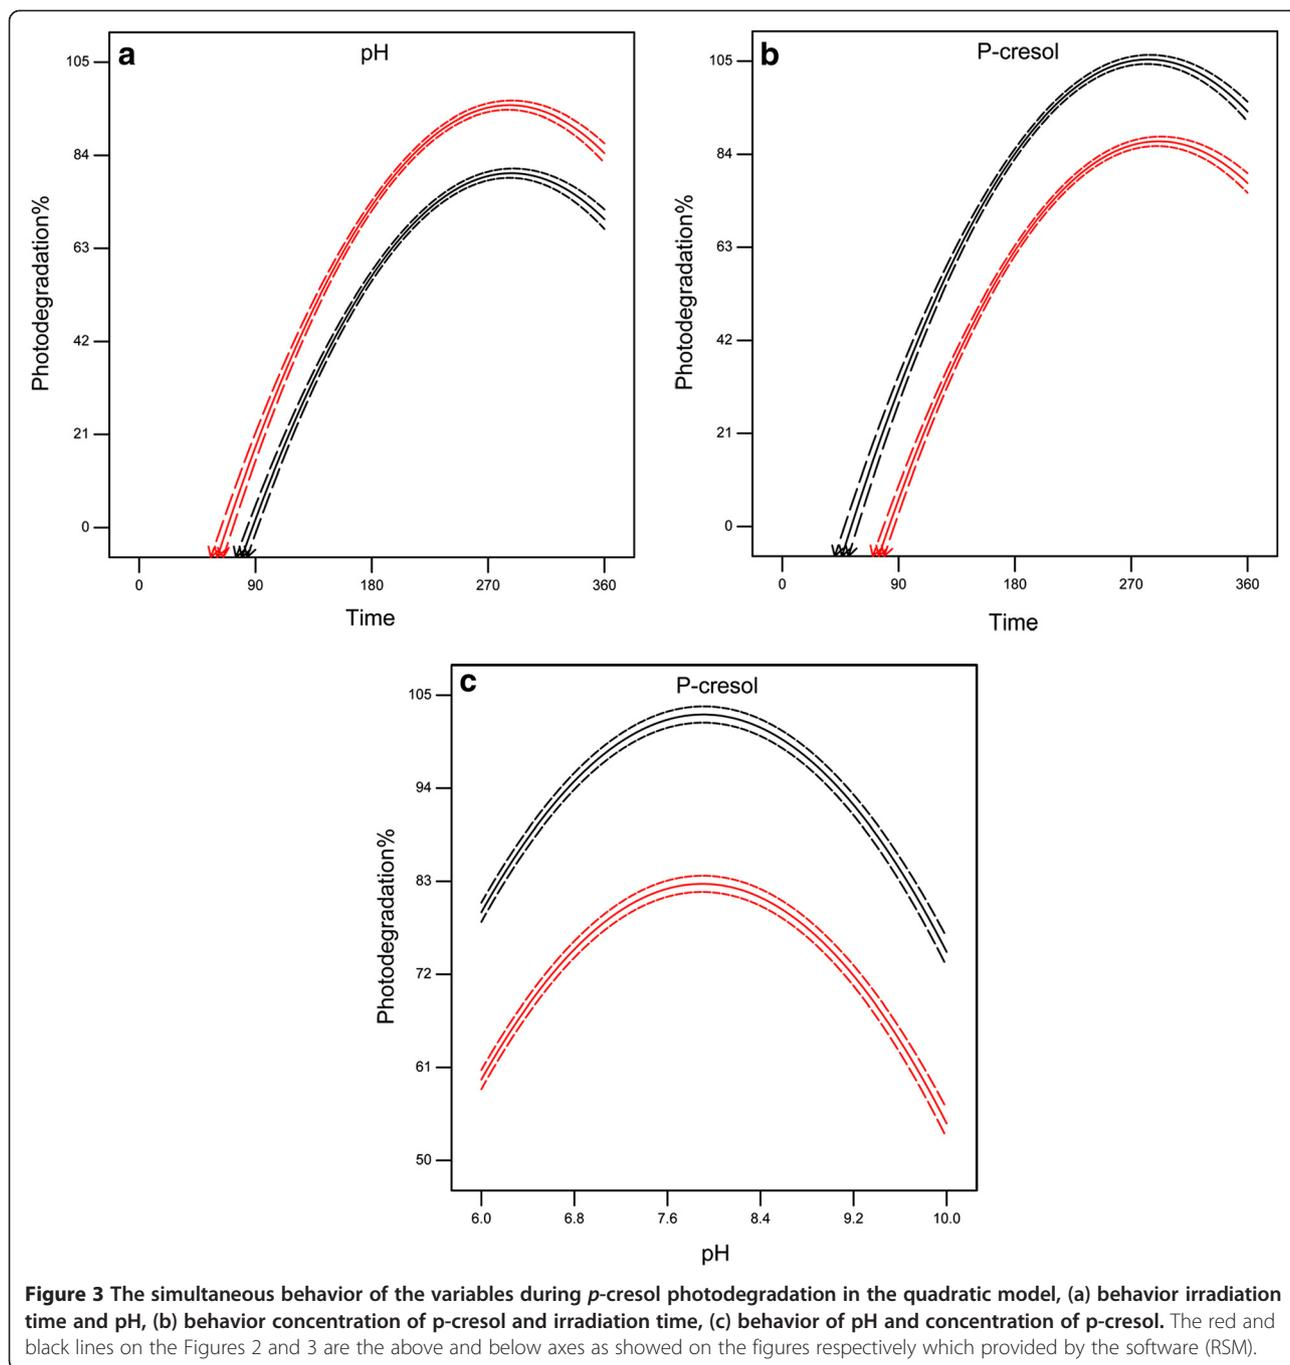 a
pH
105
84
63
42
21
0
Photodegradation%
0 90 180 270 360
Time
b
P-cresol
105
84
63
42
21
0
Photodegradation%
0 90 180 270 360
Time
c
P-cresol
105
94
83
72
61
50
Photodegradation%
6.0 6.8 7.6 8.4 9.2 10.0
pH
Figure 3 The simultaneous behavior of the variables during p-cresol photodegradation in the quadratic model, (a) behavior irradiation
time and pH, (b) behavior concentration of p-cresol and irradiation time, (c) behavior of pH and concentration of p-cresol. The red and
black lines on the Figures 2 and 3 are the above and below axes as showed on the figures respectively which provided by the software (RSM).